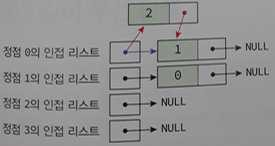 2
정점 0의 인접 리스트 1 NULL
정점 1의 인접 리스트 0 NULL
정점 2의 인접 리스트 NULL
정점 3의 인접 리스트 NULL